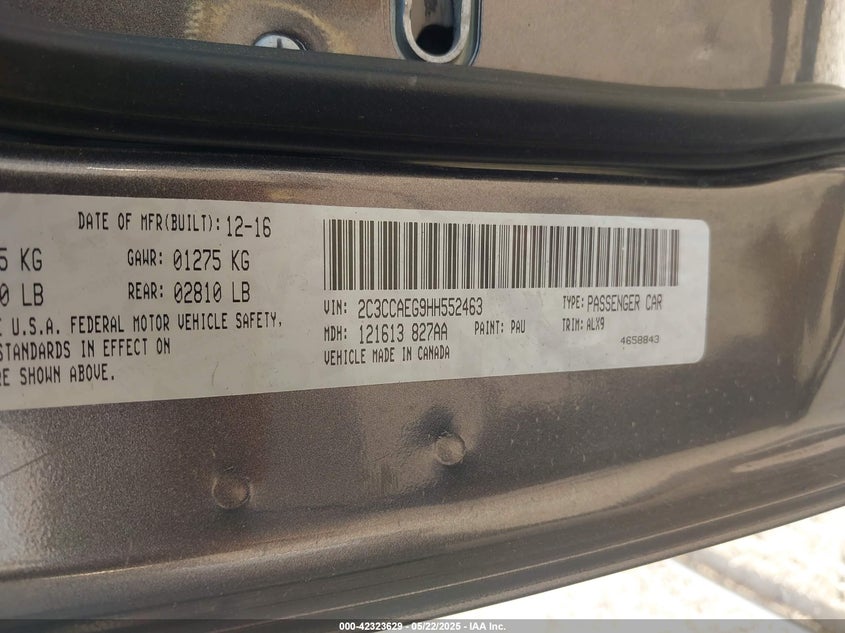 DATE OF MFR(BUILT): 12-16
5 KG GAWR: 01275 KG
0 LB REAR: 02810 LB
U.S.A. FEDERAL MOTOR VEHICLE SAFETY,
STANDARDS IN EFFECT ON
RE SHOWN ABOVE.
VIN: 2C3CCAEG9HH552463 TYPE: PASSENGER CAR
MDH: 121613 827AA PAINT: PAU TRIM: ALX9
VEHICLE MADE IN CANADA 4658843
000-42323629 - 05/22/2025 - IAA Inc.